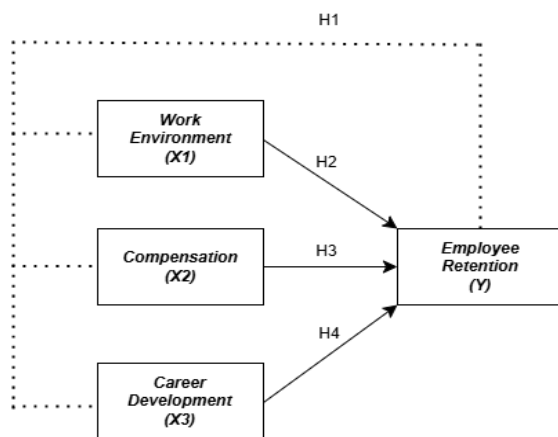 H1
Work
Environment
(X1)
H2
Compensation
(X2)
H3
Employee
Retention
(Y)
H4
Career
Development
(X3)